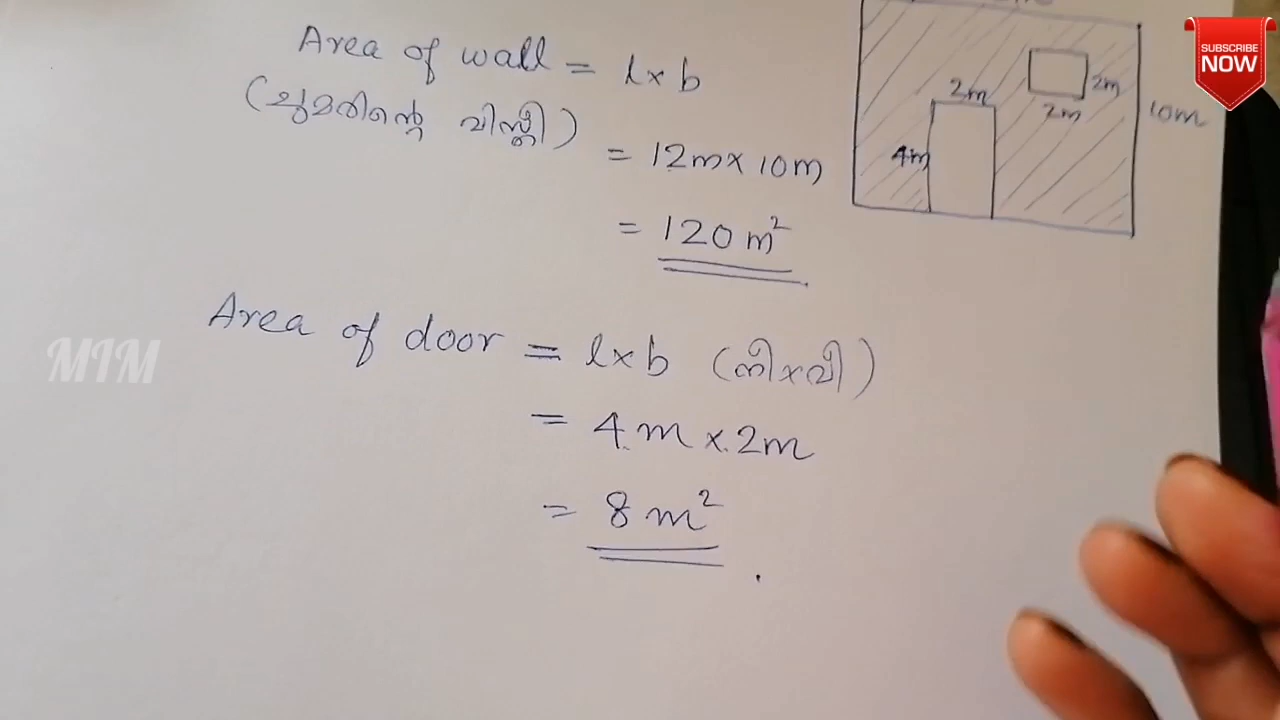 Area of wall = l x b
(ചുമരിന്റെ വിസ്തീ)
= 12m x 10m
= 120 m²
Area of door = l x b (നീxവീ)
= 4m x 2m
= 8 m²
2m
4m
2m
2m
10m
SUBSCRIBE
NOW
MIM